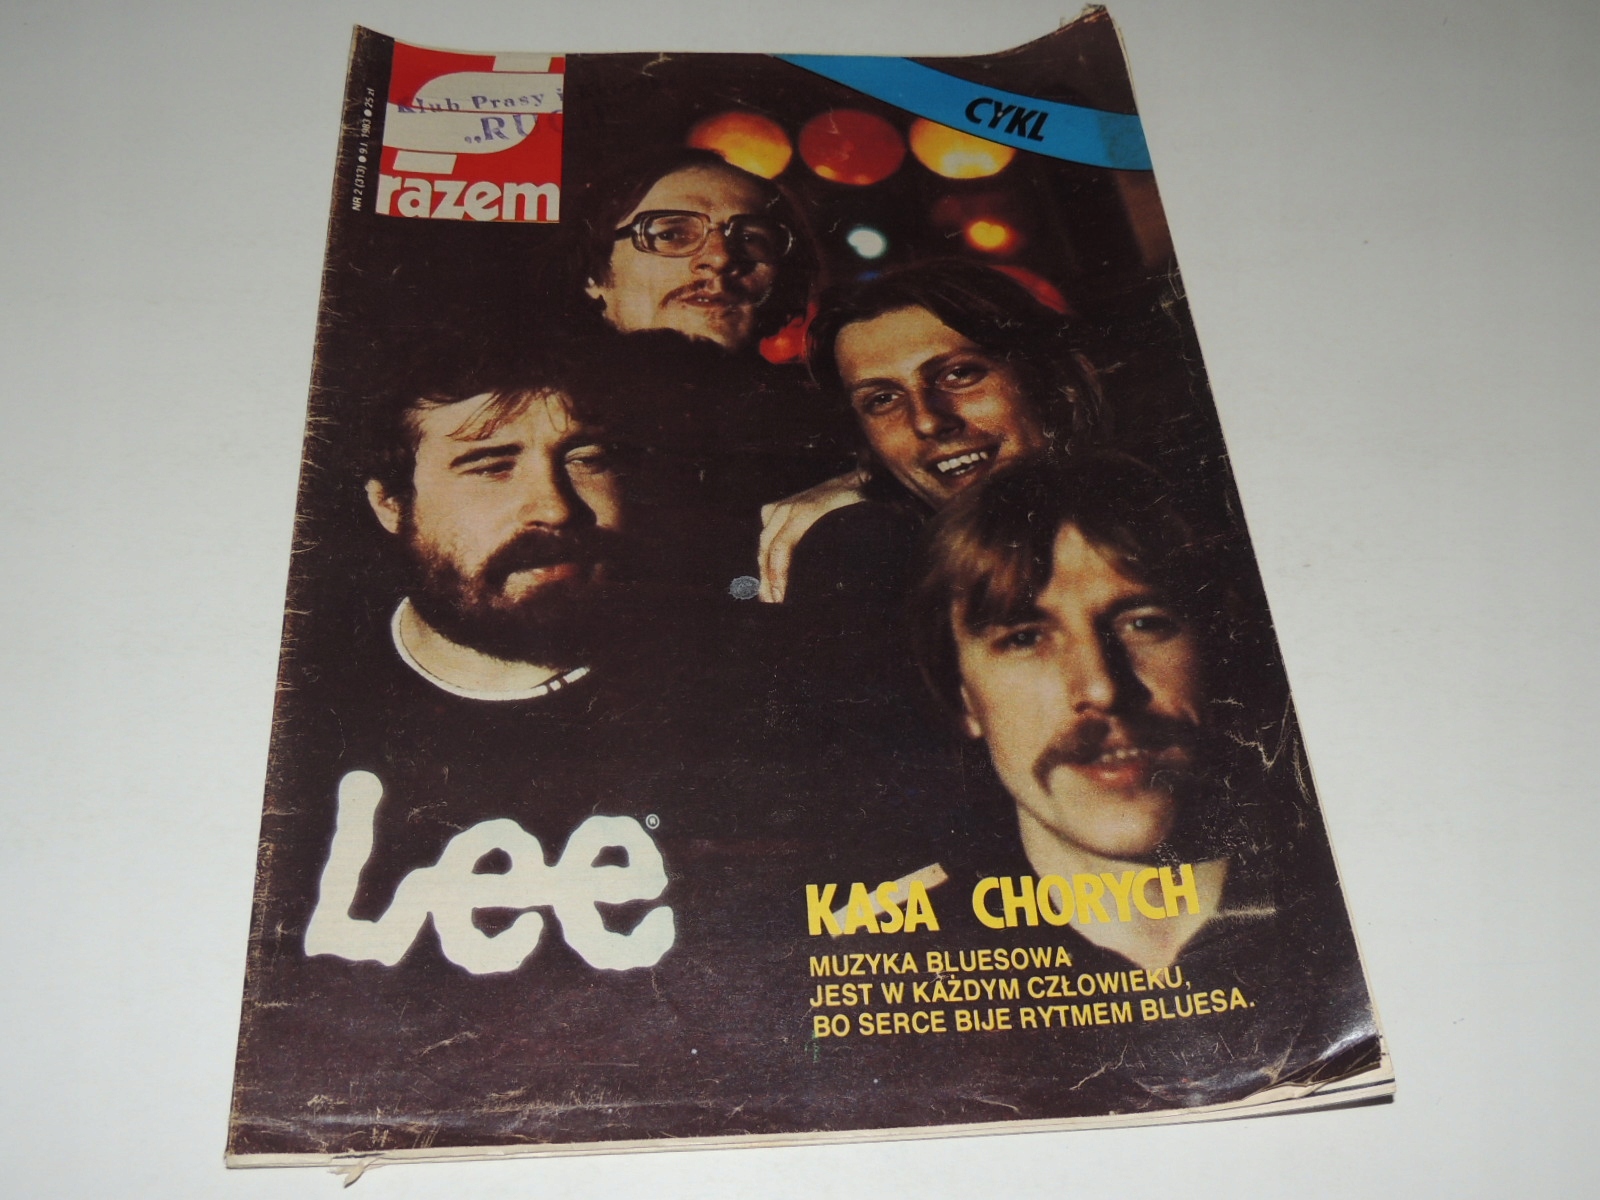 NR 2 (313) ● 9 I 1983 ● 25 zł
Klub Prasy i
„RU
razem
CYKL
Lee®
KASA CHORYCH
MUZYKA BLUESOWA
JEST W KAŻDYM CZŁOWIEKU,
BO SERCE BIJE RYTMEM BLUESA.